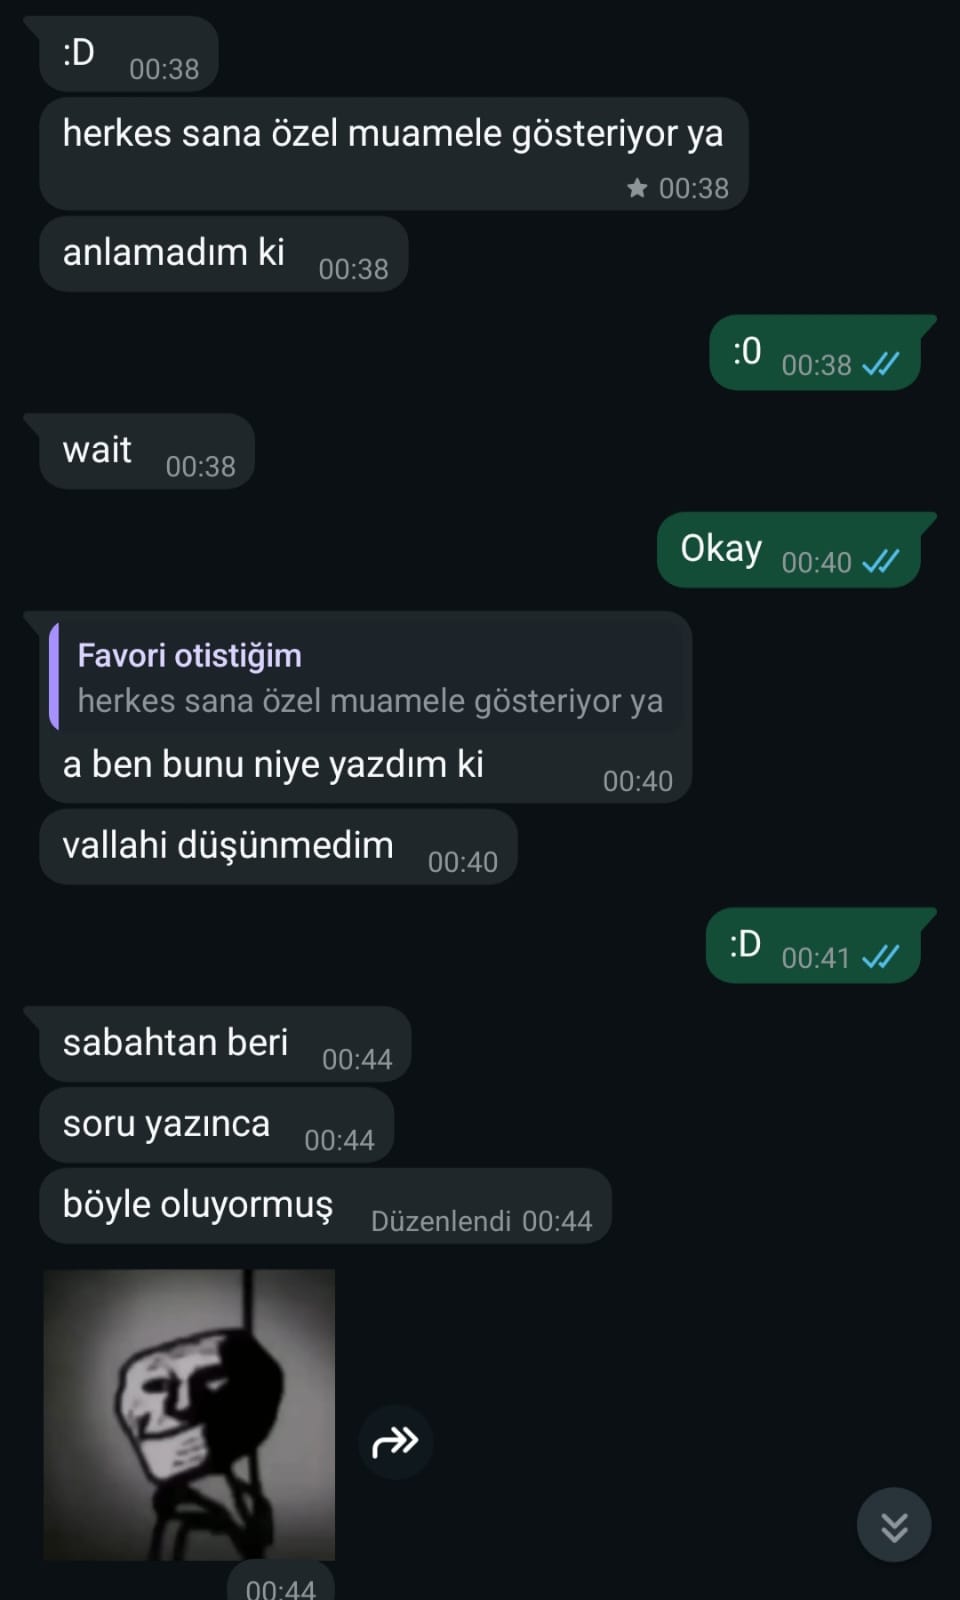 :D 00:38
herkes sana özel muamele gösteriyor ya
★ 00:38
anlamadım ki 00:38
:0 00:38
wait 00:38
Okay 00:40
Favori otistiğim
herkes sana özel muamele gösteriyor ya
a ben bunu niye yazdım ki 00:40
vallahi düşünmedim 00:40
:D 00:41
sabahtan beri 00:44
soru yazınca 00:44
böyle oluyormuş Düzenlendi 00:44
00:44